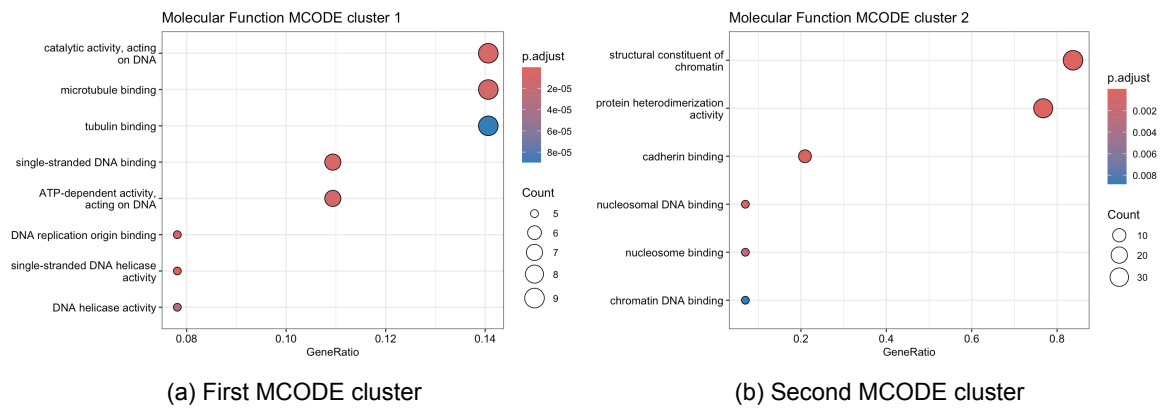 Molecular Function MCODE cluster 1
catalytic activity, acting
on DNA
microtubule binding
tubulin binding
single-stranded DNA binding
ATP-dependent activity,
acting on DNA
DNA replication origin binding
single-stranded DNA helicase
activity
DNA helicase activity
0.08 0.10 0.12 0.14
GeneRatio
p.adjust
2e-05
4e-05
6e-05
8e-05
Count
5
6
7
8
9
(a) First MCODE cluster
Molecular Function MCODE cluster 2
structural constituent of
chromatin
protein heterodimerization
activity
cadherin binding
nucleosomal DNA binding
nucleosome binding
chromatin DNA binding
0.2 0.4 0.6 0.8
GeneRatio
p.adjust
0.002
0.004
0.006
0.008
Count
10
20
30
(b) Second MCODE cluster